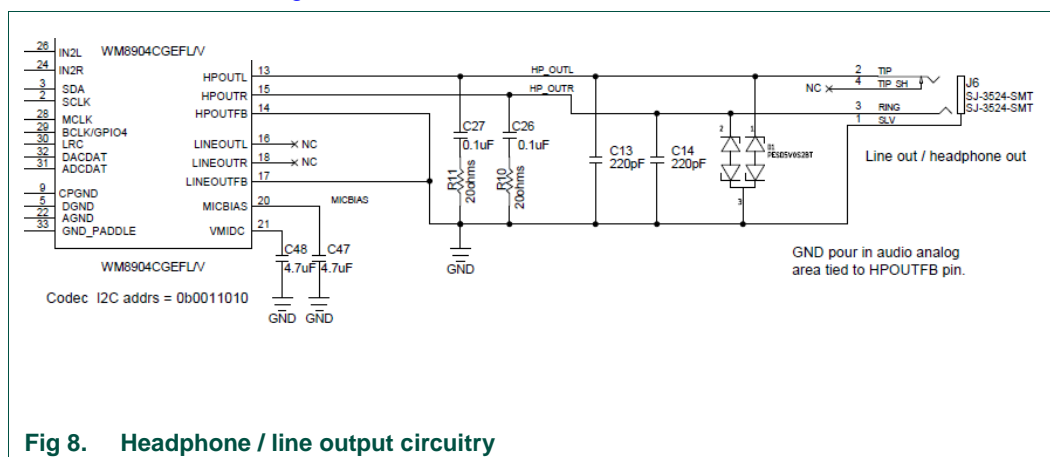 WM8904CGEFL/V
26 IN2L
24 IN2R
3 SDA
2 SCLK
28 MCLK
29 BCLK/GPIO4
30 LRC
32 DACDAT
31 ADCDAT
9 CPGND
5 DGND
22 AGND
33 GND_PADDLE
HPOUTL 13
HPOUTR 15
HPOUTFB 14
LINEOUTL 16 NC
LINEOUTR 18 NC
LINEOUTFB 17
MICBIAS 20 MICBIAS
VMIDC 21
WM8904CGEFL/V
Codec I2C addrs = 0b0011010
C48
4.7uF
C47
4.7uF
GND GND
HP_OUTL
HP_OUTR
C27
0.1uF
C26
0.1uF
R11
20ohms
R10
20ohms
GND
C13
220pF
C14
220pF
2 1
D1
PESD5V0S2BT
3
2 TIP
NC 4 TIP_SH
3 RING
1 SLV
J6
SJ-3524-SMT
SJ-3524-SMT
Line out / headphone out
GND pour in audio analog
area tied to HPOUTFB pin.
Fig 8. Headphone / line output circuitry